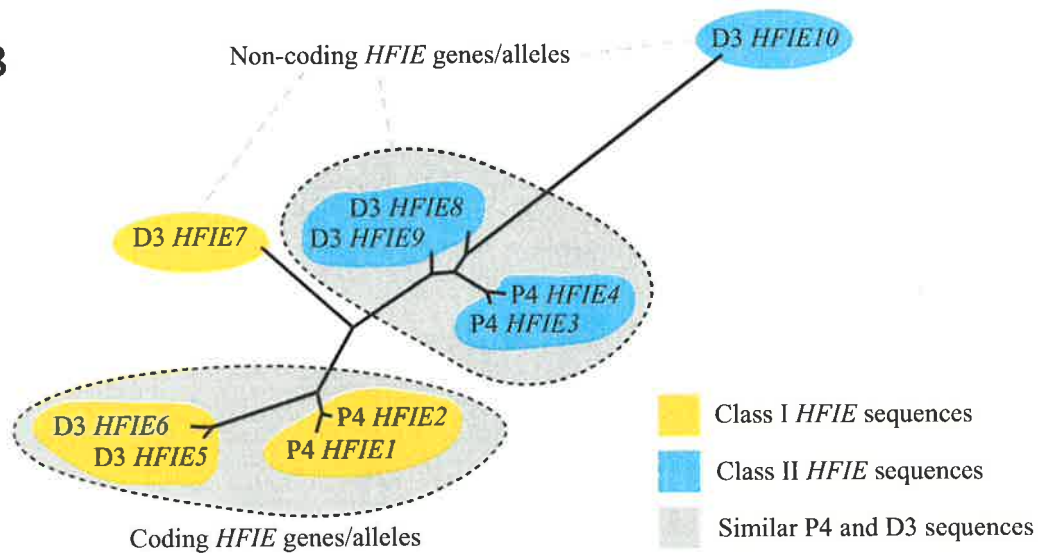 B
Non-coding HFIE genes/alleles
D3 HFIE10
D3 HFIE8
D3 HFIE9
D3 HFIE7
P4 HFIE4
P4 HFIE3
D3 HFIE6
D3 HFIE5
P4 HFIE2
P4 HFIE1
Coding HFIE genes/alleles
Class I HFIE sequences
Class II HFIE sequences
Similar P4 and D3 sequences